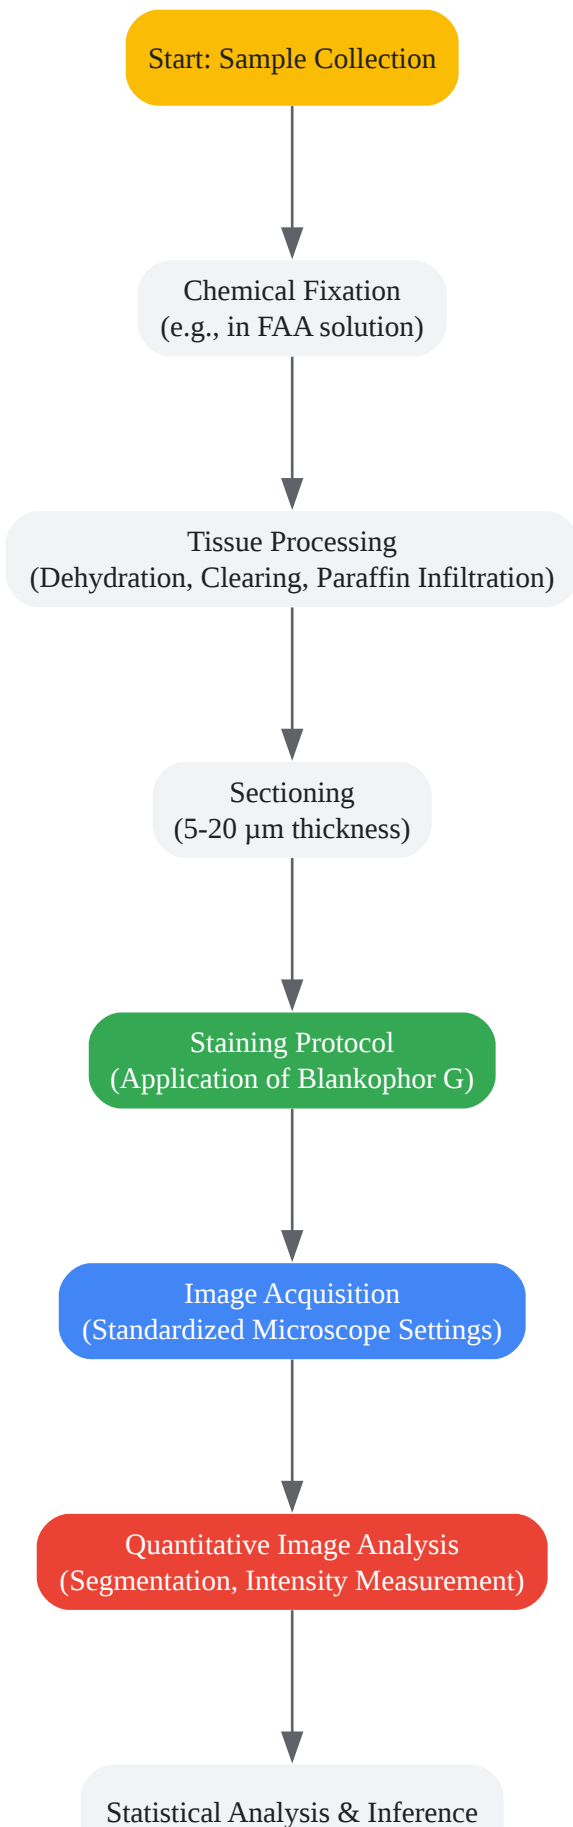 Start: Sample Collection
Chemical Fixation
(e.g., in FAA solution)
Tissue Processing
(Dehydration, Clearing, Paraffin Infiltration)
Sectioning
(5-20 µm thickness)
Staining Protocol
(Application of Blankophor G)
Image Acquisition
(Standardized Microscope Settings)
Quantitative Image Analysis
(Segmentation, Intensity Measurement)
Statistical Analysis & Inference